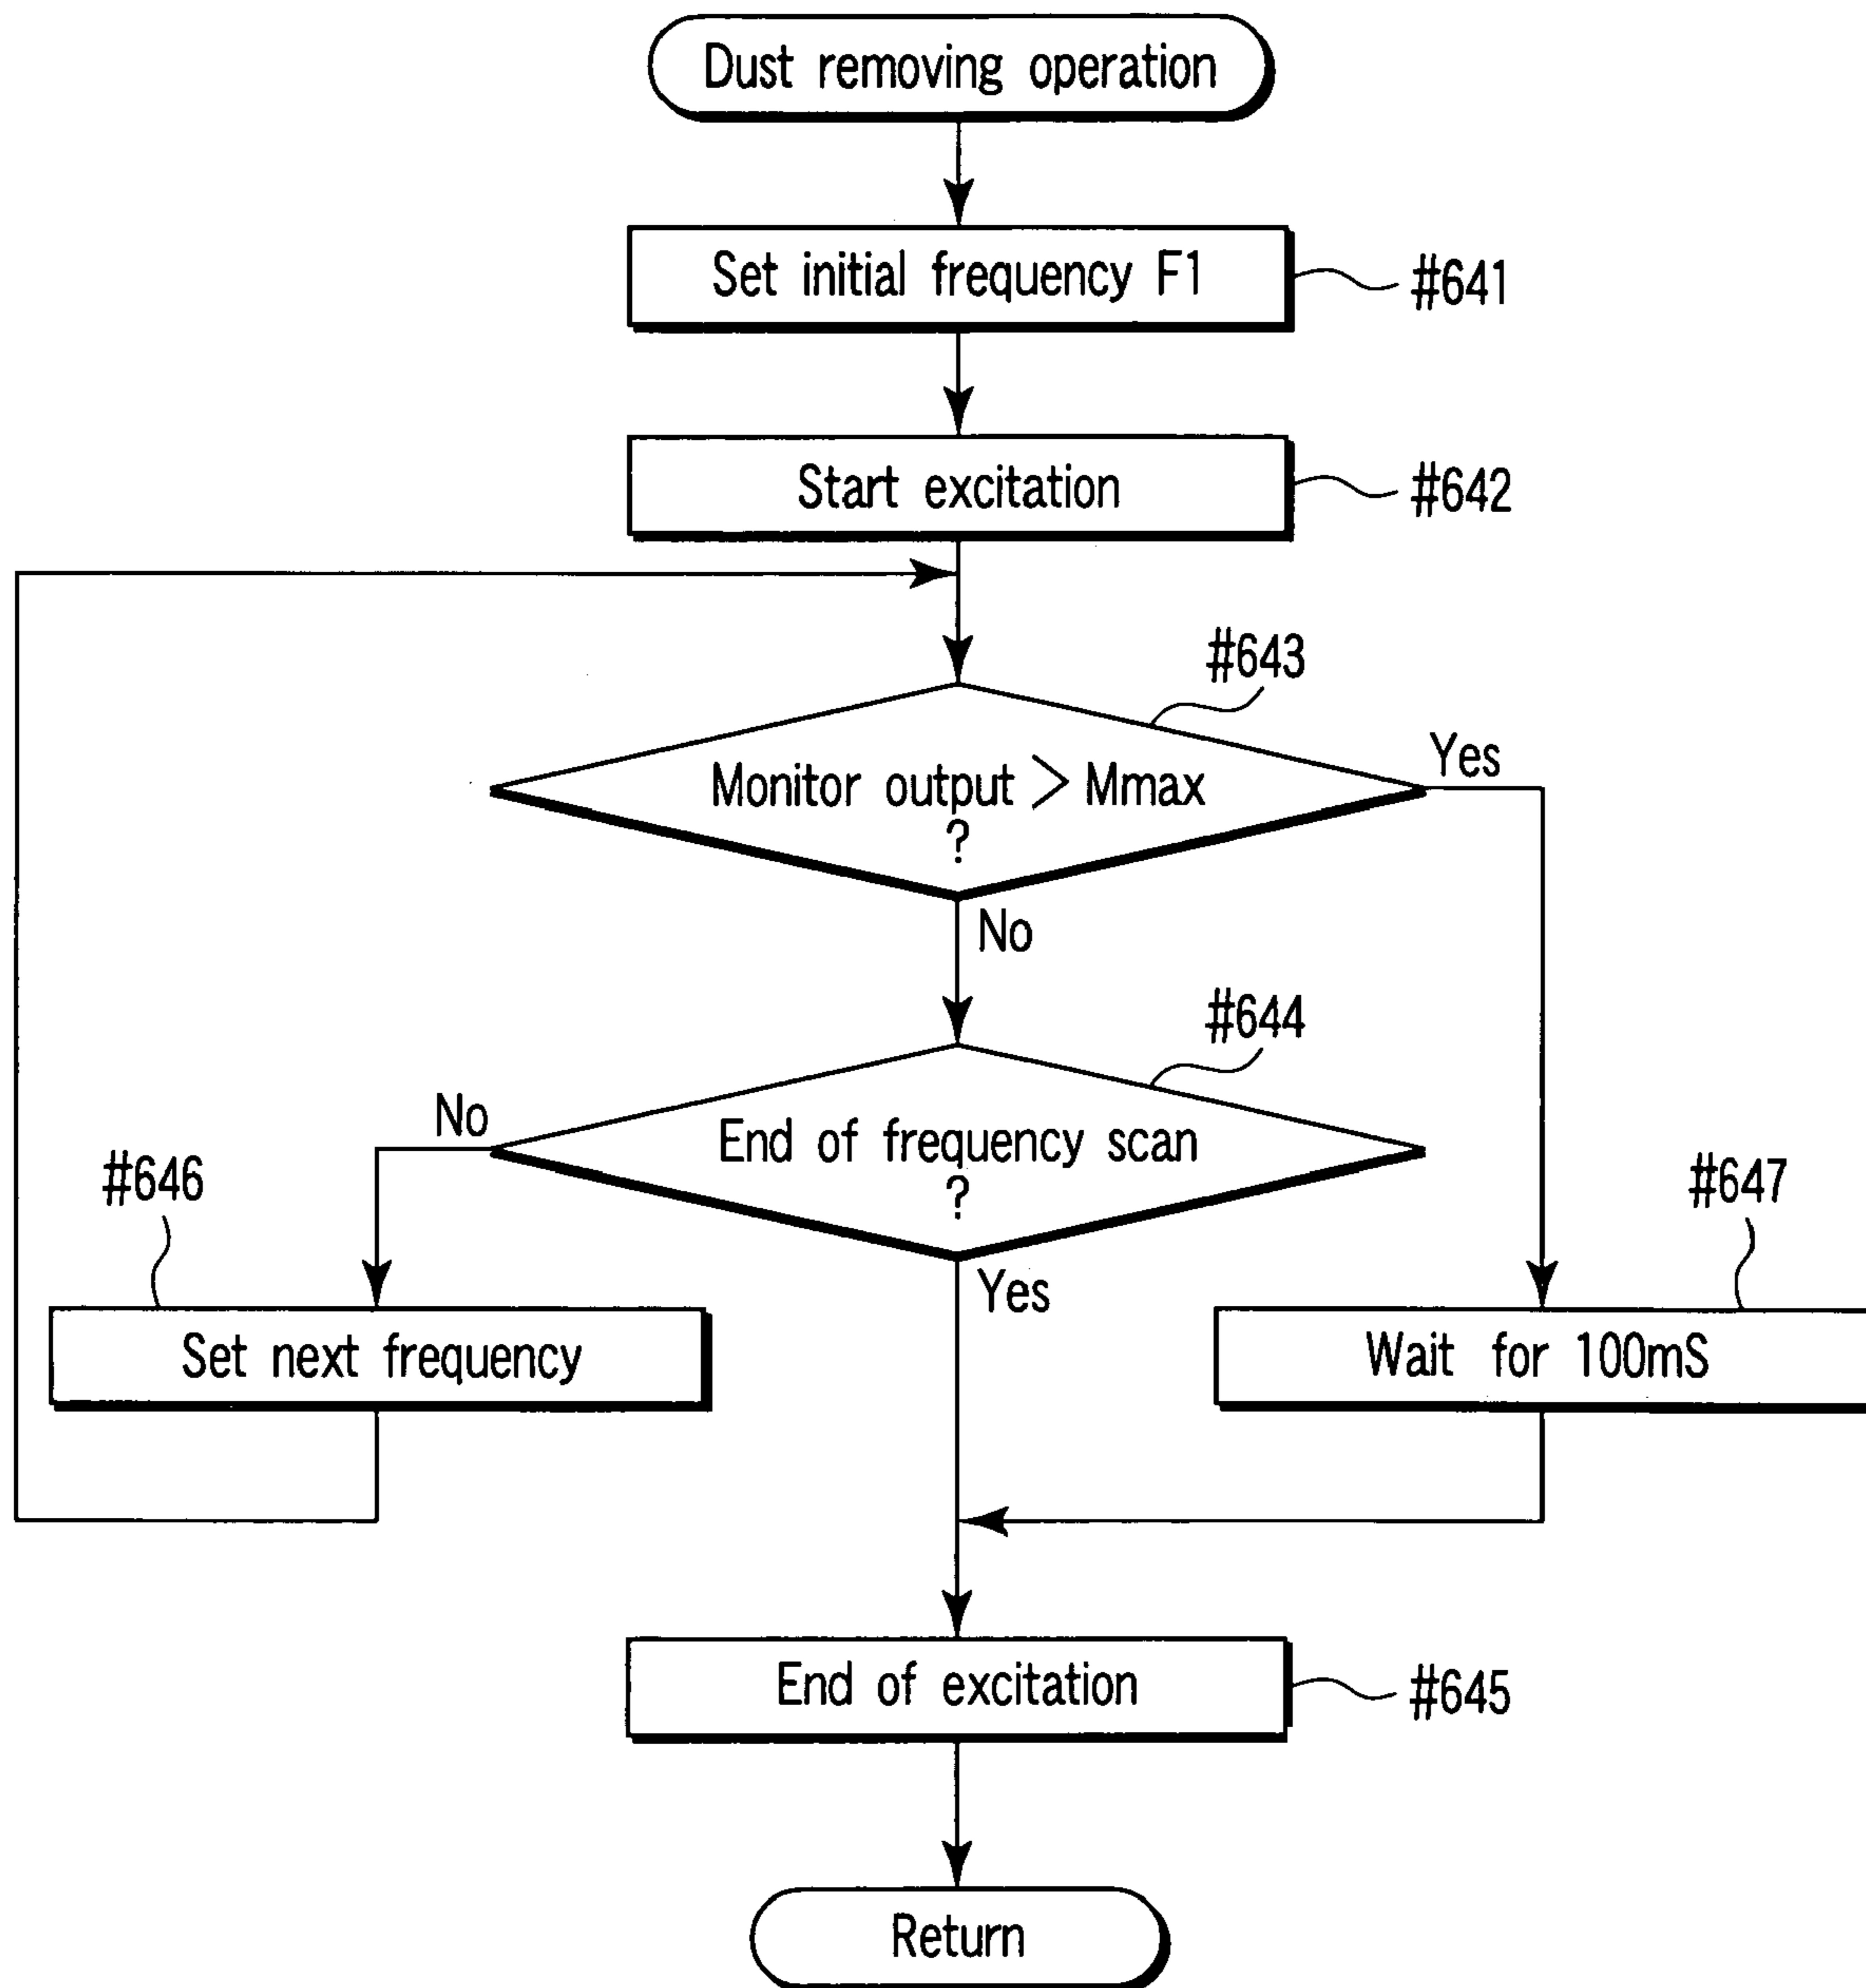 Dust removing operation
Set initial frequency F1
#641
Start excitation
#642
#643
Monitor output > Mmax
?
Yes
No
#644
End of frequency scan
?
No
Yes
#646
Set next frequency
#647
Wait for 100mS
End of excitation
#645
Return